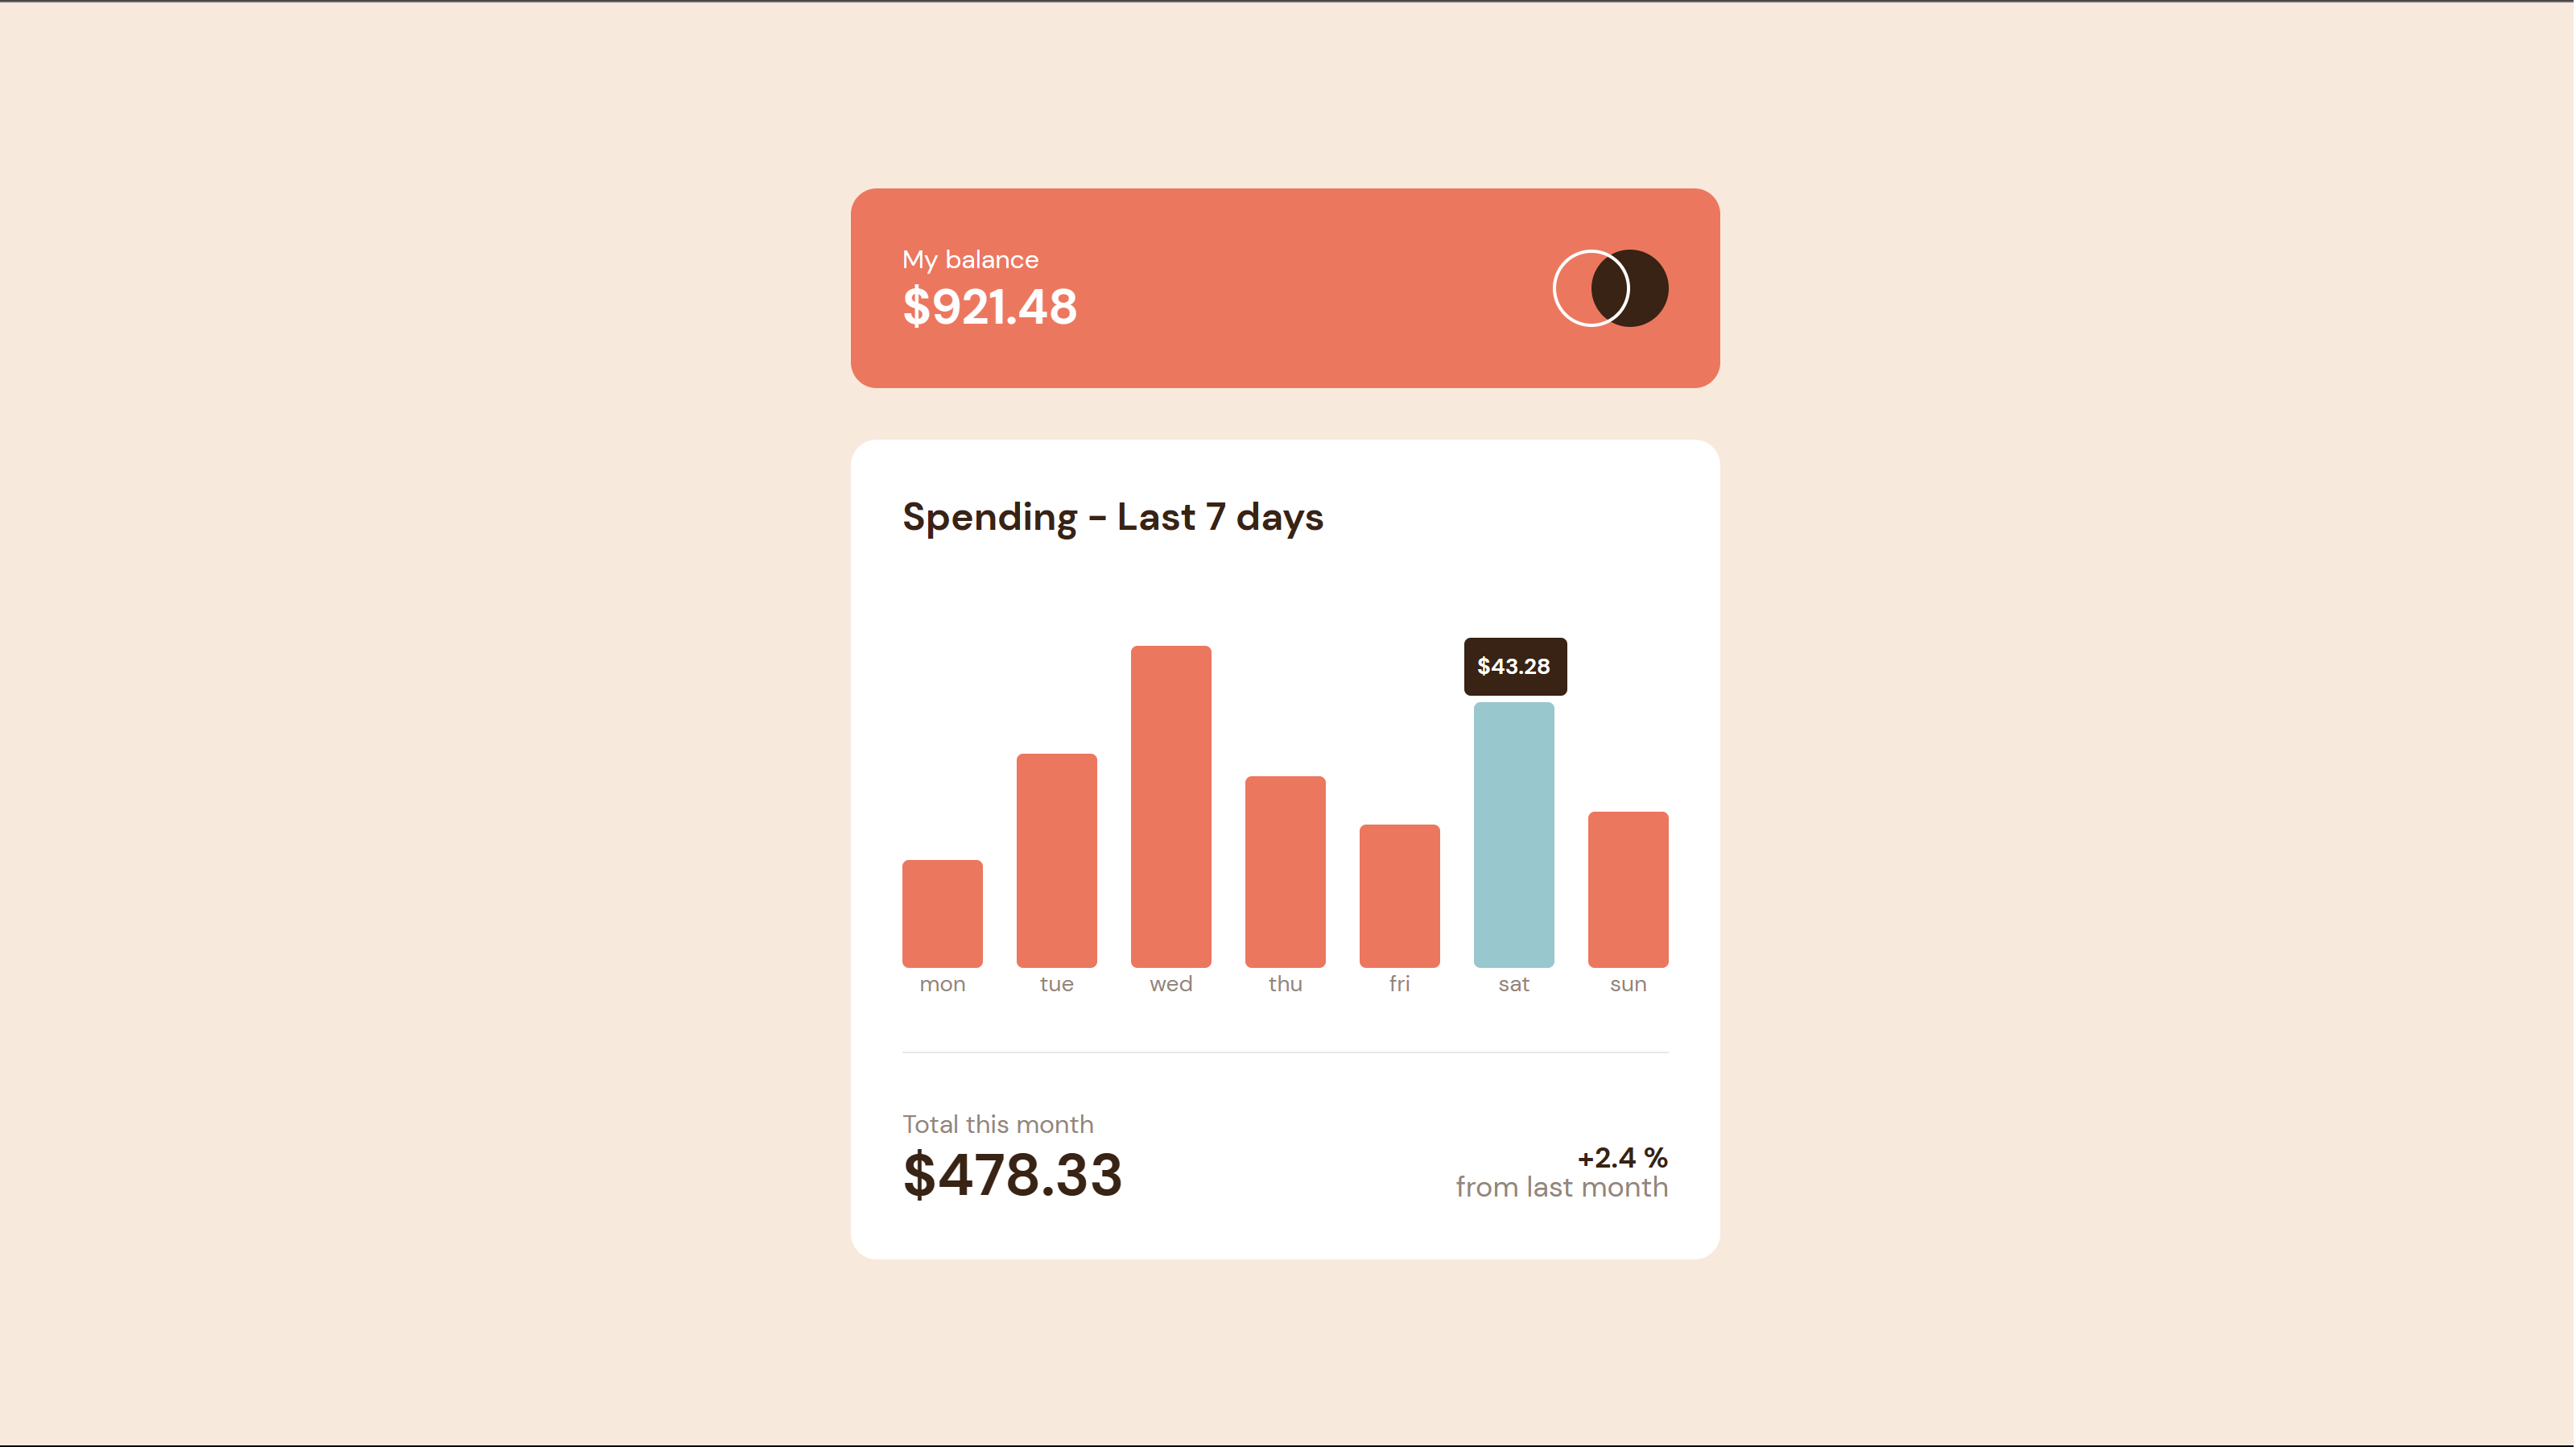 My balance
$921.48
Spending - Last 7 days
$43.28
mon tue wed thu fri sat sun
Total this month
$478.33
+2.4 %
from last month